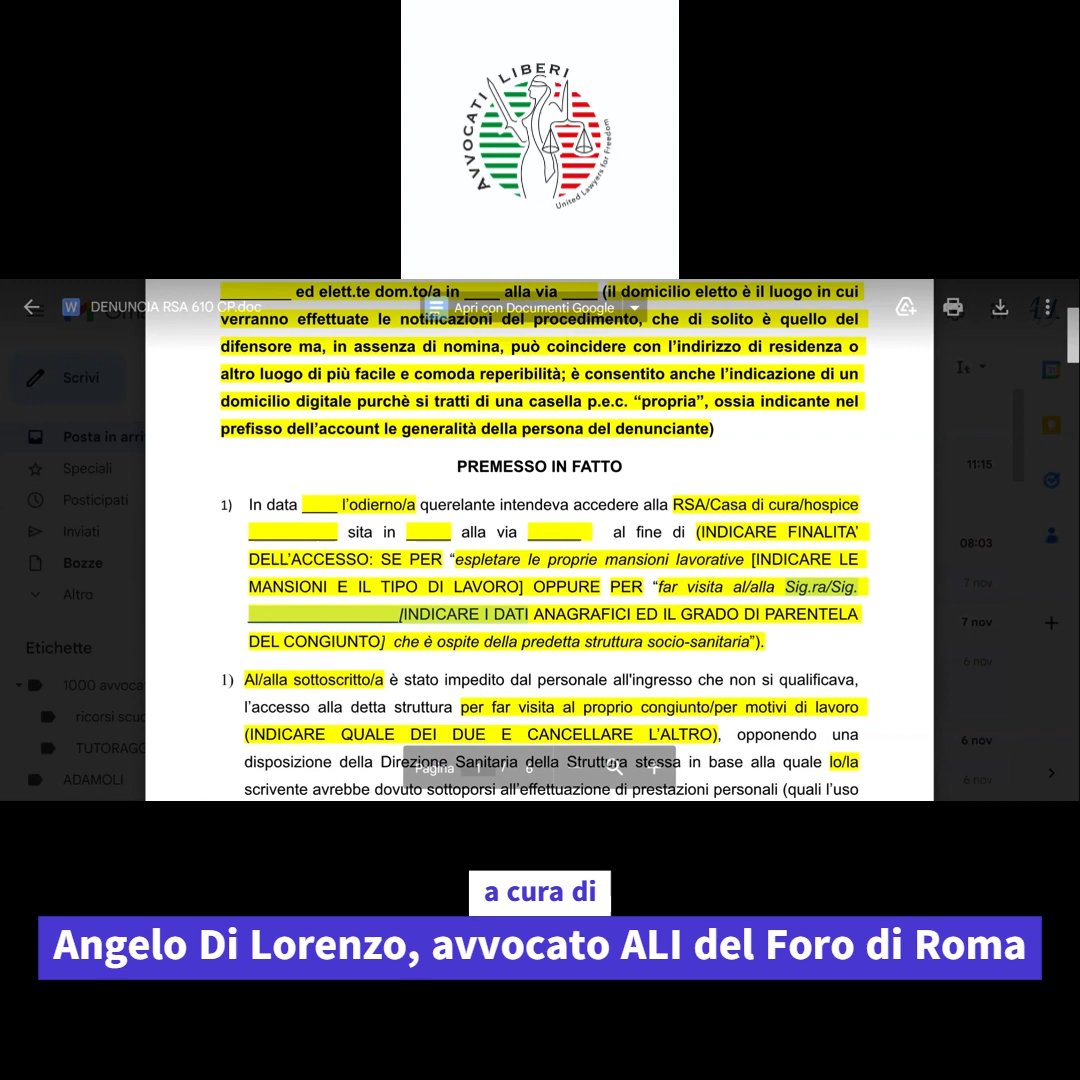 AVVOCATI LIBERI
United Lawyers for Freedom
DENUNCIA RSA 610 CP.doc
Apri con Documenti Google
________ ed elett.te dom.to/a in ____ alla via ____ (il domicilio eletto è il luogo in cui
verranno effettuate le notificazioni del procedimento, che di solito è quello del
difensore ma, in assenza di nomina, può coincidere con l'indirizzo di residenza o
altro luogo di più facile e comoda reperibilità; è consentito anche l'indicazione di un
domicilio digitale purchè si tratti di una casella p.e.c. “propria”, ossia indicante nel
prefisso dell'account le generalità della persona del denunciante)
PREMESSO IN FATTO
1) In data ____ l'odierno/a querelante intendeva accedere alla RSA/Casa di cura/hospice
__________ sita in _____ alla via _______ al fine di (INDICARE FINALITA'
DELL'ACCESSO: SE PER “espletare le proprie mansioni lavorative [INDICARE LE
MANSIONI E IL TIPO DI LAVORO] OPPURE PER “far visita al/alla Sig.ra/Sig.
_________________[INDICARE I DATI ANAGRAFICI ED IL GRADO DI PARENTELA
DEL CONGIUNTO] che è ospite della predetta struttura socio-sanitaria”).
1) Al/alla sottoscritto/a è stato impedito dal personale all'ingresso che non si qualificava,
l'accesso alla detta struttura per far visita al proprio congiunto/per motivi di lavoro
(INDICARE QUALE DEI DUE E CANCELLARE L'ALTRO), opponendo una
disposizione della Direzione Sanitaria della Struttura stessa in base alla quale lo/la
scrivente avrebbe dovuto sottoporsi all'effettuazione di prestazioni personali (quali l'uso
Pagina 1 / 6
Scrivi
Posta in arri
Speciali
Posticipati
Inviati
Bozze
Altro
Etichette
1000 avvoca
ricorsi scuo
TUTORAGG
ADAMOLI
11:15
08:03
7 nov
7 nov
6 nov
6 nov
6 nov
a cura di
Angelo Di Lorenzo, avvocato ALI del Foro di Roma